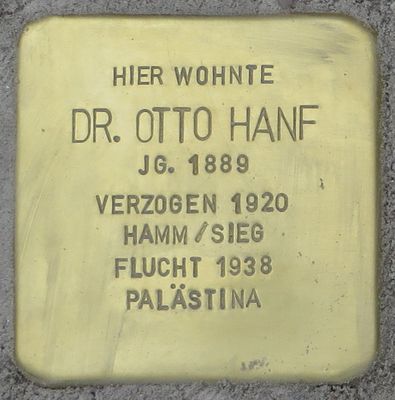 HIER WOHNTE
DR. OTTO HANF
JG. 1889
VERZOGEN 1920
HAMM/SIEG
FLUCHT 1938
PALÄSTINA